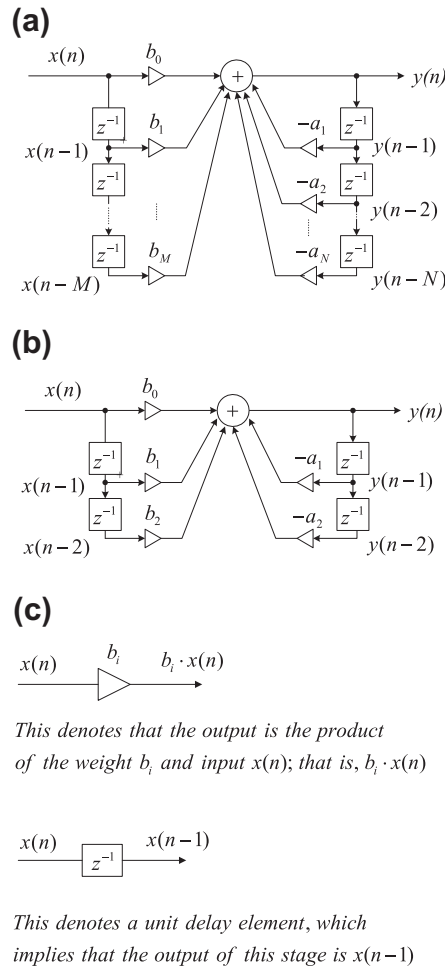 (a)
x(n) b₀ + y(n)
z⁻¹ b₁ −a₁ z⁻¹
x(n−1) y(n−1)
z⁻¹ −a₂ z⁻¹
y(n−2)
z⁻¹ b_M −a_N z⁻¹
x(n−M) y(n−N)
(b)
x(n) b₀ + y(n)
z⁻¹ b₁ −a₁ z⁻¹
x(n−1) y(n−1)
z⁻¹ b₂ −a₂ z⁻¹
x(n−2) y(n−2)
(c)
x(n) bᵢ bᵢ · x(n)
This denotes that the output is the product
of the weight bᵢ and input x(n); that is, bᵢ · x(n)
x(n) z⁻¹ x(n−1)
This denotes a unit delay element, which
implies that the output of this stage is x(n−1)